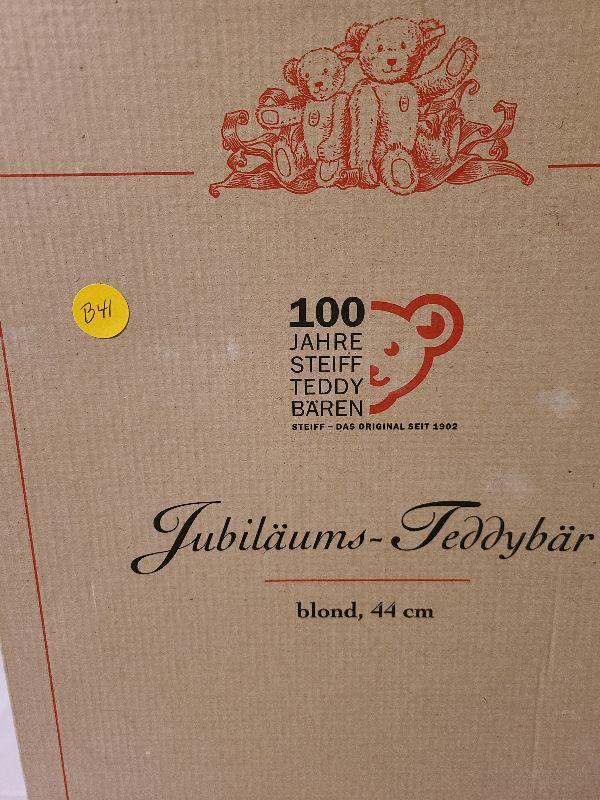 B41
100
JAHRE
STEIFF
TEDDY
BÄREN
STEIFF – DAS ORIGINAL SEIT 1902
Jubiläums-Teddybär
blond, 44 cm